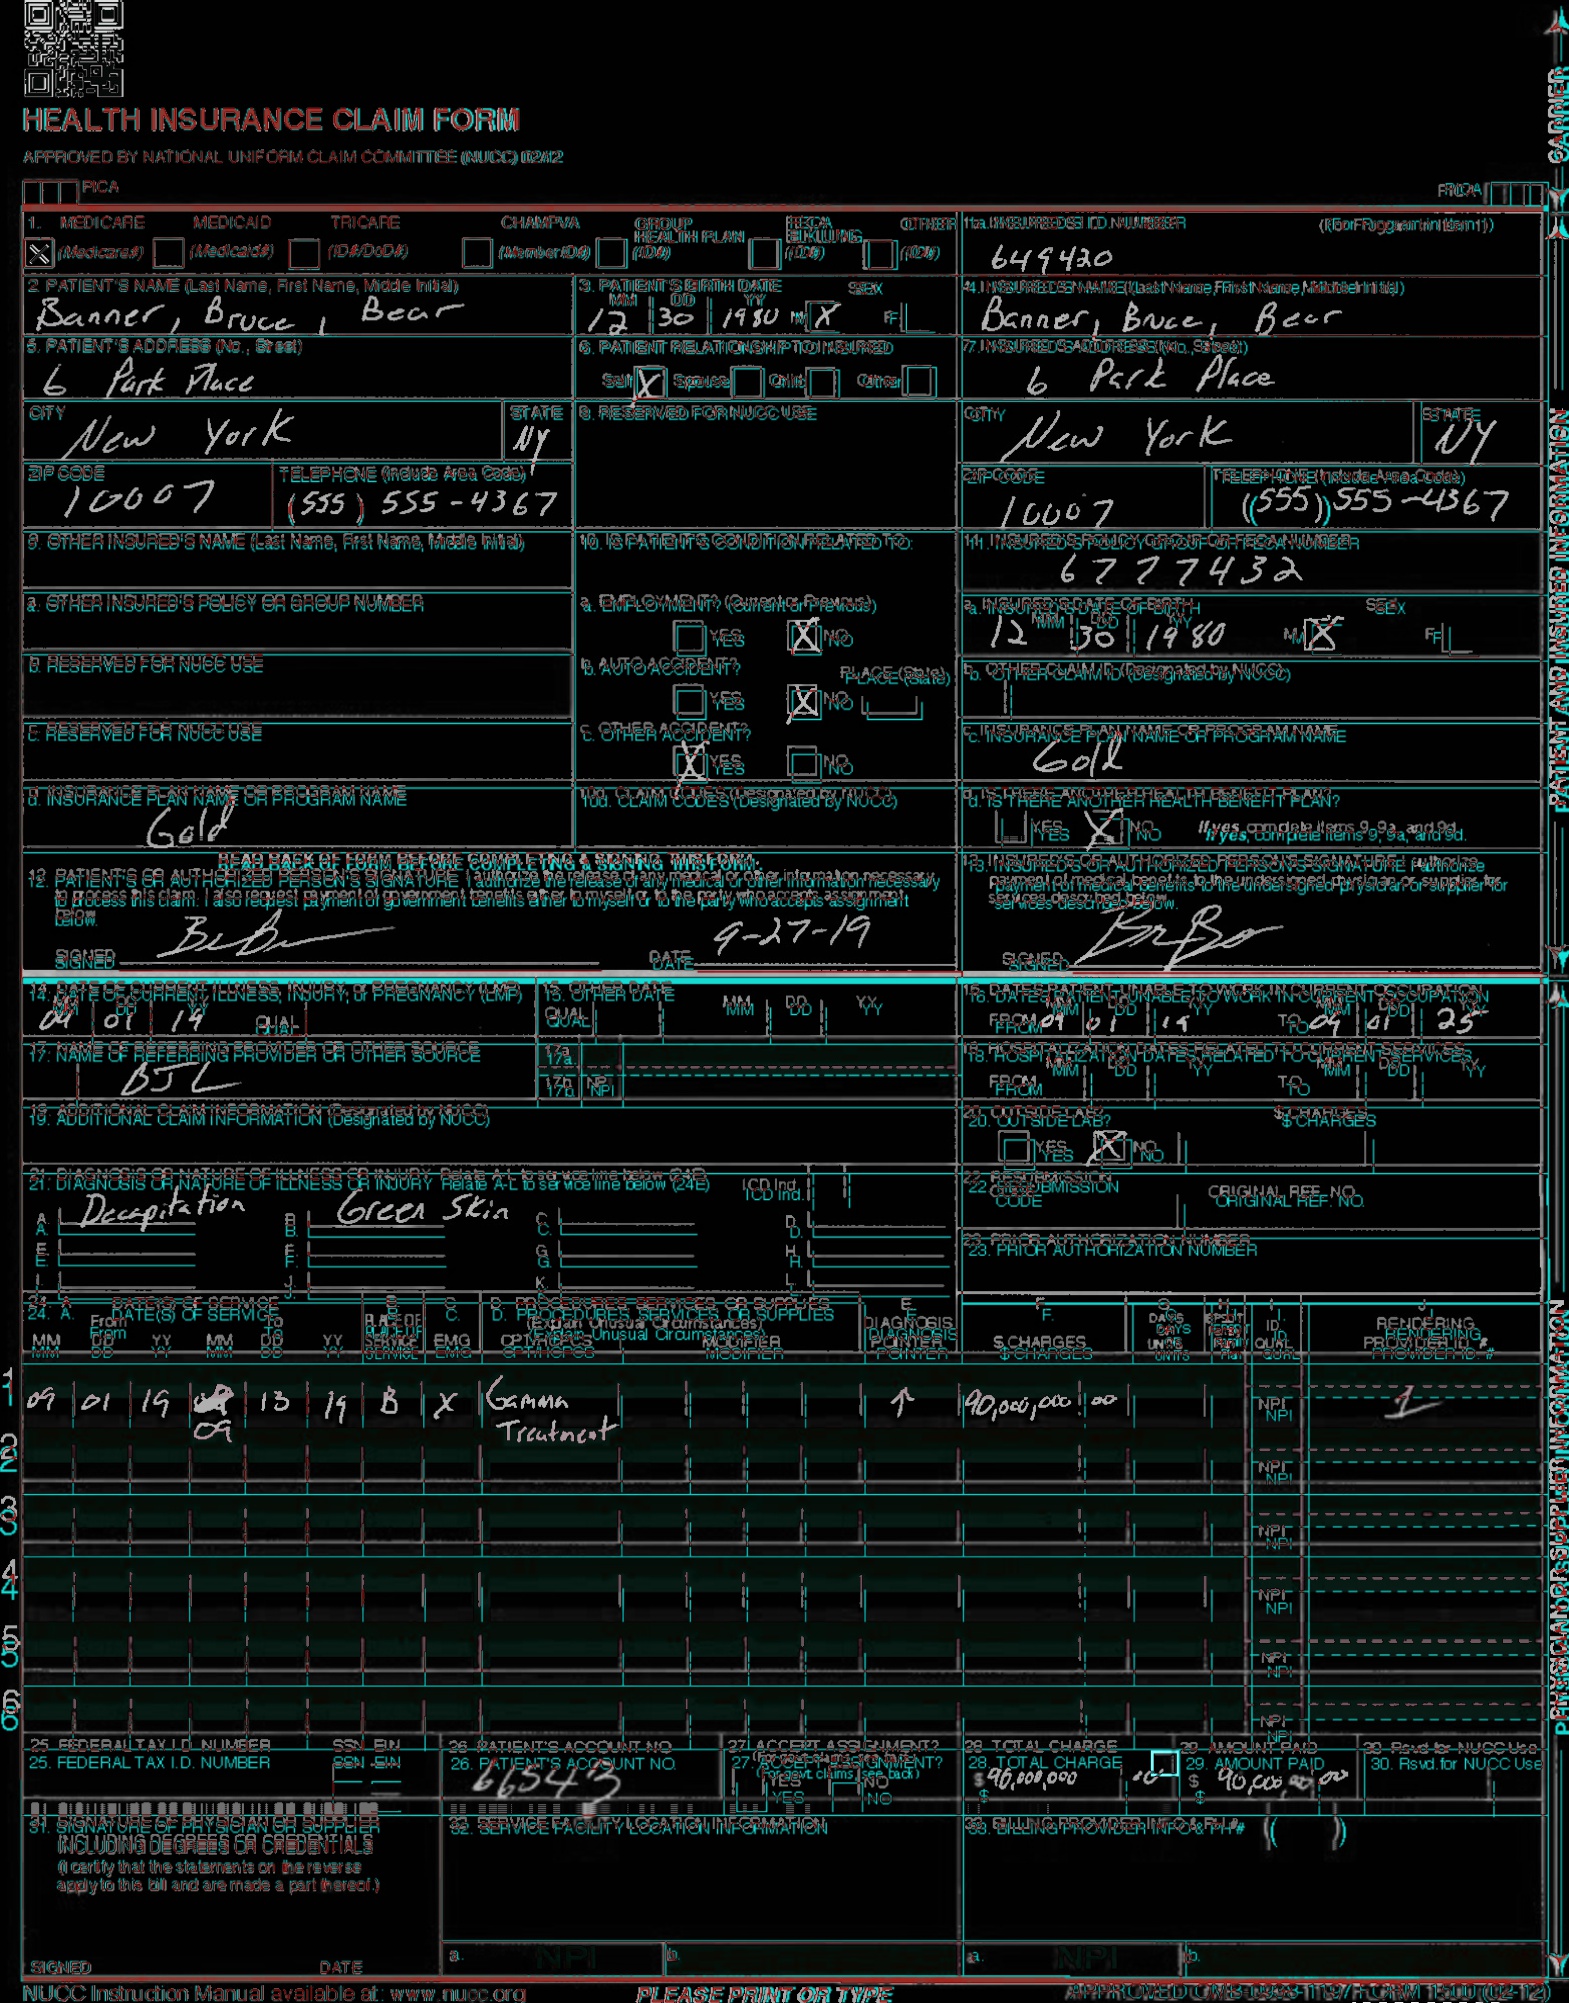 HEALTH INSURANCE CLAIM FORM
APPROVED BY NATIONAL UNIFORM CLAIM COMMITTEE (NUCC) 02/12
PICA
PICA
CARRIER
1. MEDICARE MEDICAID TRICARE CHAMPVA GROUP HEALTH PLAN FECA BLK LUNG OTHER
X (Medicare#) (Medicaid#) (ID#/DoD#) (Member ID#) (ID#) (ID#) (ID#)
1a. INSURED'S I.D. NUMBER (For Program in Item 1)
649420
2. PATIENT'S NAME (Last Name, First Name, Middle Initial)
Banner, Bruce, Bear
3. PATIENT'S BIRTH DATE SEX
MM DD YY
12 30 1980 M X F
4. INSURED'S NAME (Last Name, First Name, Middle Initial)
Banner, Bruce, Bear
5. PATIENT'S ADDRESS (No., Street)
6 Park Place
6. PATIENT RELATIONSHIP TO INSURED
Self X Spouse Child Other
7. INSURED'S ADDRESS (No., Street)
6 Park Place
CITY STATE
New York NY
8. RESERVED FOR NUCC USE
CITY STATE
New York NY
ZIP CODE TELEPHONE (Include Area Code)
10007 (555) 555-4367
ZIP CODE TELEPHONE (Include Area Code)
10007 (555) 555-4367
9. OTHER INSURED'S NAME (Last Name, First Name, Middle Initial)
10. IS PATIENT'S CONDITION RELATED TO:
11. INSURED'S POLICY GROUP OR FECA NUMBER
6777432
a. OTHER INSURED'S POLICY OR GROUP NUMBER
a. EMPLOYMENT? (Current or Previous)
YES X NO
a. INSURED'S DATE OF BIRTH SEX
MM DD YY
12 30 1980 M X F
b. RESERVED FOR NUCC USE
b. AUTO ACCIDENT? PLACE (State)
YES X NO
b. OTHER CLAIM ID (Designated by NUCC)
c. RESERVED FOR NUCC USE
c. OTHER ACCIDENT?
X YES NO
c. INSURANCE PLAN NAME OR PROGRAM NAME
Gold
d. INSURANCE PLAN NAME OR PROGRAM NAME
Gold
10d. CLAIM CODES (Designated by NUCC)
d. IS THERE ANOTHER HEALTH BENEFIT PLAN?
YES X NO If yes, complete items 9, 9a, and 9d.
READ BACK OF FORM BEFORE COMPLETING & SIGNING THIS FORM.
12. PATIENT'S OR AUTHORIZED PERSON'S SIGNATURE I authorize the release of any medical or other information necessary
to process this claim. I also request payment of government benefits either to myself or to the party who accepts assignment
below.
SIGNED DATE 9-27-19
13. INSURED'S OR AUTHORIZED PERSON'S SIGNATURE I authorize
payment of medical benefits to the undersigned physician or supplier for
services described below.
SIGNED
PATIENT AND INSURED INFORMATION
14. DATE OF CURRENT ILLNESS, INJURY, or PREGNANCY (LMP)
MM DD YY
09 01 19 QUAL.
15. OTHER DATE
QUAL. MM DD YY
16. DATES PATIENT UNABLE TO WORK IN CURRENT OCCUPATION
MM DD YY MM DD YY
FROM 09 01 19 TO 09 01 25
17. NAME OF REFERRING PROVIDER OR OTHER SOURCE
BJL
17a.
17b. NPI
18. HOSPITALIZATION DATES RELATED TO CURRENT SERVICES
MM DD YY MM DD YY
FROM TO
19. ADDITIONAL CLAIM INFORMATION (Designated by NUCC)
20. OUTSIDE LAB? $ CHARGES
YES X NO
21. DIAGNOSIS OR NATURE OF ILLNESS OR INJURY Relate A-L to service line below (24E) ICD Ind.
A. Decapitation B. Green Skin C. D.
E. F. G. H.
I. J. K. L.
22. RESUBMISSION CODE ORIGINAL REF. NO.
23. PRIOR AUTHORIZATION NUMBER
24. A. DATE(S) OF SERVICE B. C. D. PROCEDURES, SERVICES, OR SUPPLIES E. F. G. H. I. J.
From To PLACE OF SERVICE EMG (Explain Unusual Circumstances) DIAGNOSIS POINTER $ CHARGES DAYS OR UNITS EPSDT Family Plan ID. QUAL. RENDERING PROVIDER ID. #
MM DD YY MM DD YY CPT/HCPCS MODIFIER
1 09 01 19 09 13 19 B X Gamma Treatment ↑ 90,000,000 00 NPI 1
2 NPI
3 NPI
4 NPI
5 NPI
6 NPI
25. FEDERAL TAX I.D. NUMBER SSN EIN
26. PATIENT'S ACCOUNT NO.
66543
27. ACCEPT ASSIGNMENT?
(For govt. claims, see back)
YES NO
28. TOTAL CHARGE
$ 90,000,000 00
29. AMOUNT PAID
$ 90,000,000 00
30. Rsvd.for NUCC Use
31. SIGNATURE OF PHYSICIAN OR SUPPLIER
INCLUDING DEGREES OR CREDENTIALS
(I certify that the statements on the reverse
apply to this bill and are made a part thereof.)
SIGNED DATE
32. SERVICE FACILITY LOCATION INFORMATION
a. NPI b.
33. BILLING PROVIDER INFO & PH # ( )
a. NPI b.
PHYSICIAN OR SUPPLIER INFORMATION
NUCC Instruction Manual available at: www.nucc.org
PLEASE PRINT OR TYPE
APPROVED OMB-0938-1197 FORM 1500 (02-12)